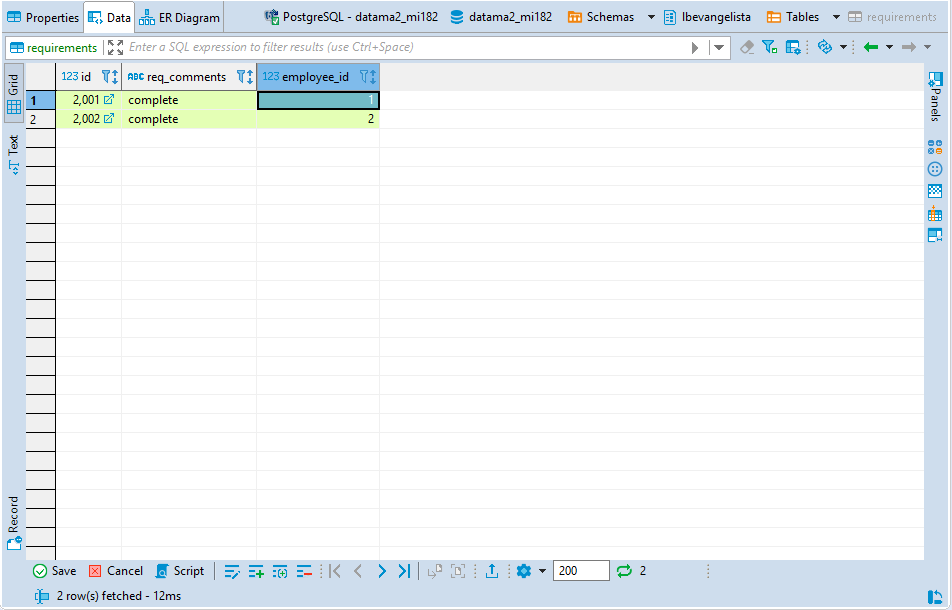 Properties Data ER Diagram PostgreSQL - datama2_mi182 datama2_mi182 Schemas lbevangelista Tables requirements
requirements Enter a SQL expression to filter results (use Ctrl+Space)
Grid
Text
Record
123 id ABC req_comments 123 employee_id
1 2,001 complete 1
2 2,002 complete 2
Panels
Save Cancel Script 200 2
2 row(s) fetched - 12ms